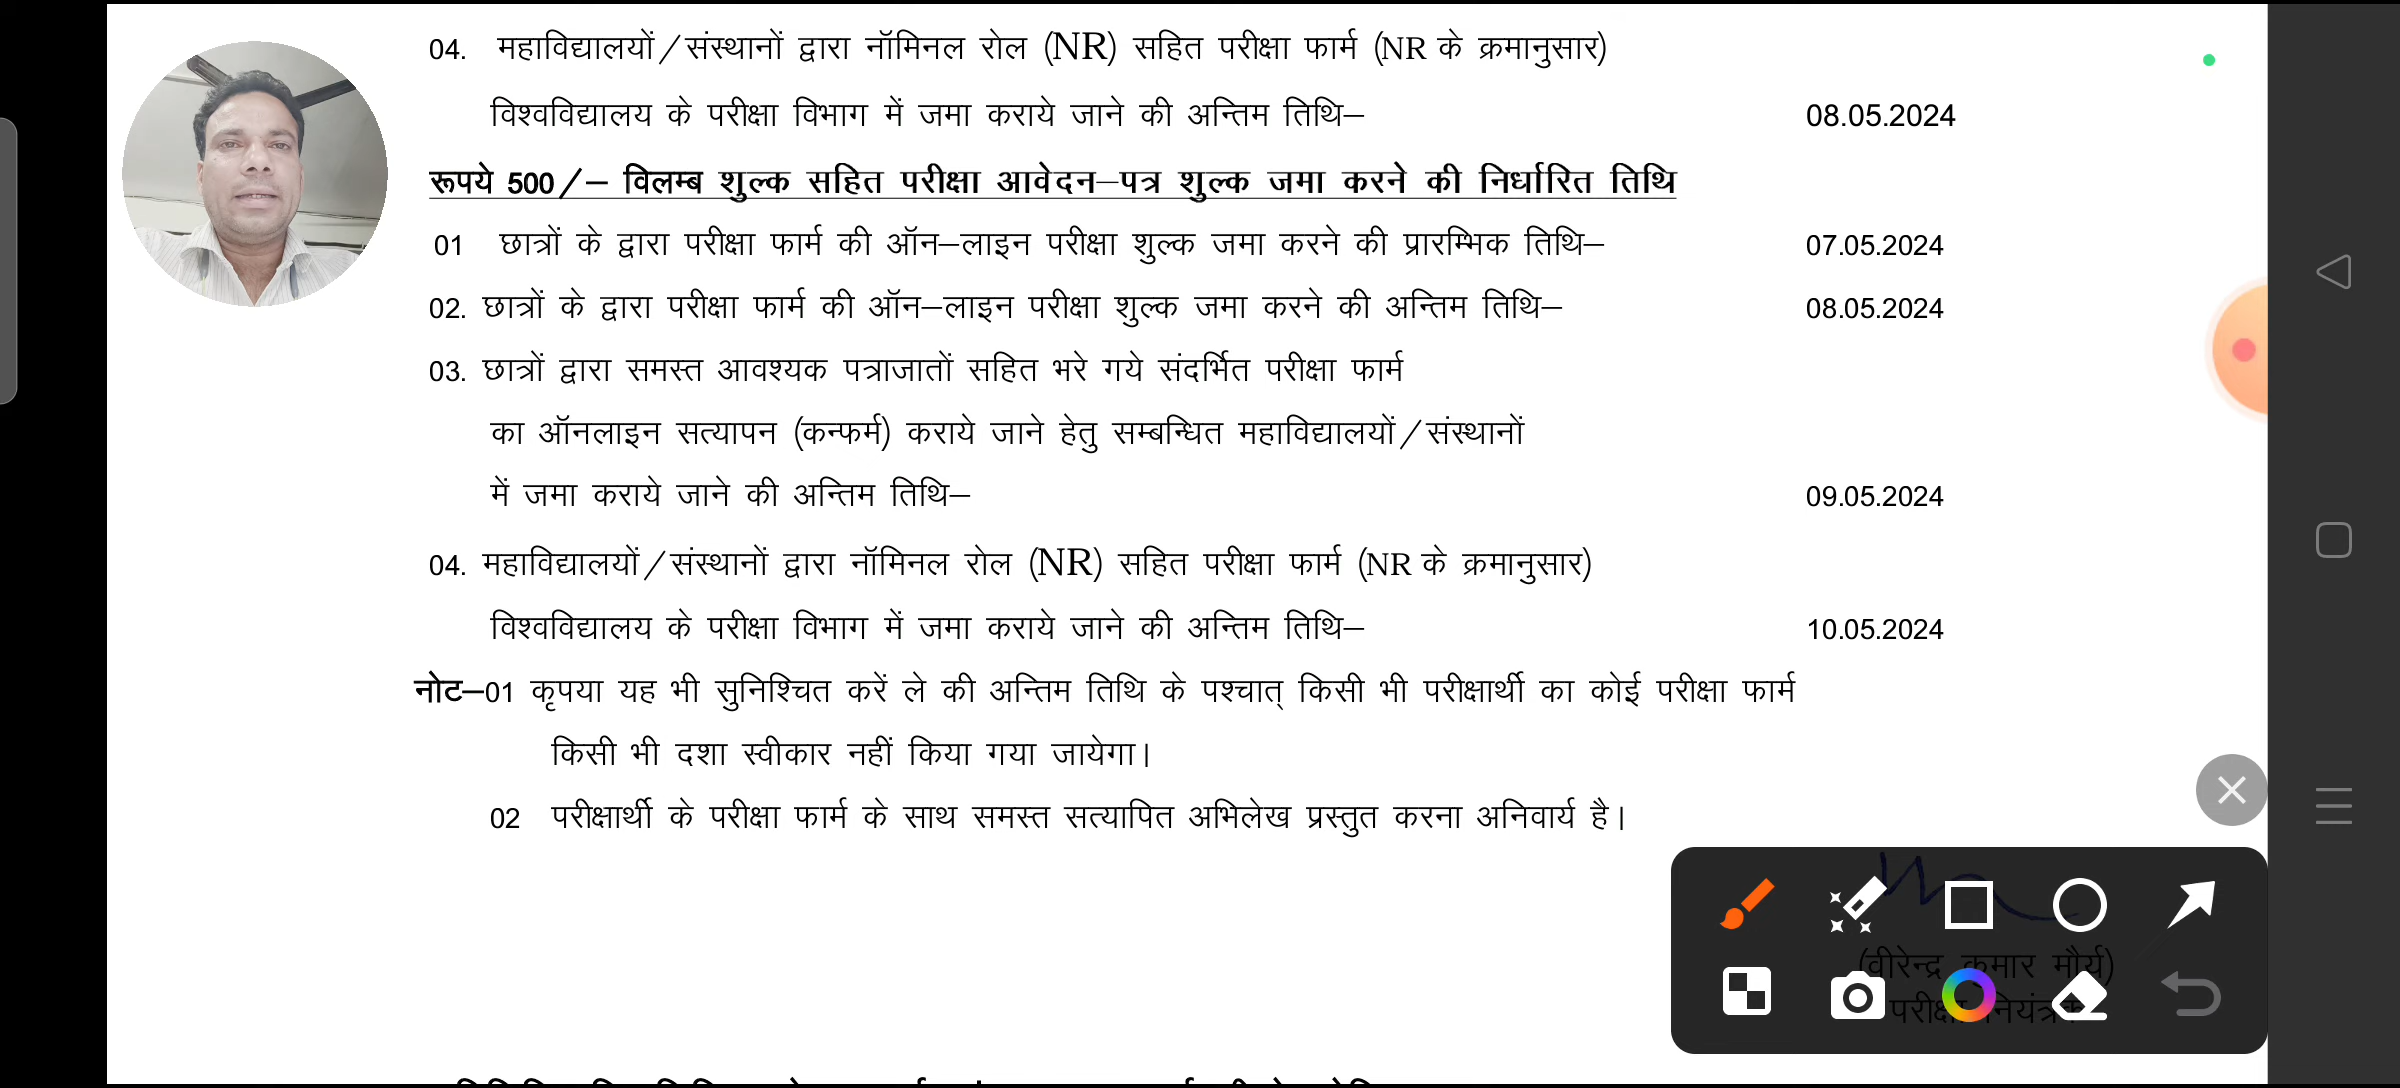 04. महाविद्यालयों/संस्थानों द्वारा नॉमिनल रोल (NR) सहित परीक्षा फार्म (NR के क्रमानुसार)
विश्वविद्यालय के परीक्षा विभाग में जमा कराये जाने की अन्तिम तिथि– 08.05.2024
रूपये 500/– विलम्ब शुल्क सहित परीक्षा आवेदन–पत्र शुल्क जमा करने की निर्धारित तिथि
01 छात्रों के द्वारा परीक्षा फार्म की ऑन–लाइन परीक्षा शुल्क जमा करने की प्रारम्भिक तिथि– 07.05.2024
02. छात्रों के द्वारा परीक्षा फार्म की ऑन–लाइन परीक्षा शुल्क जमा करने की अन्तिम तिथि– 08.05.2024
03. छात्रों द्वारा समस्त आवश्यक पत्राजातों सहित भरे गये संदर्भित परीक्षा फार्म
का ऑनलाइन सत्यापन (कन्फर्म) कराये जाने हेतु सम्बन्धित महाविद्यालयों/संस्थानों
में जमा कराये जाने की अन्तिम तिथि– 09.05.2024
04. महाविद्यालयों/संस्थानों द्वारा नॉमिनल रोल (NR) सहित परीक्षा फार्म (NR के क्रमानुसार)
विश्वविद्यालय के परीक्षा विभाग में जमा कराये जाने की अन्तिम तिथि– 10.05.2024
नोट–01 कृपया यह भी सुनिश्चित करें ले की अन्तिम तिथि के पश्चात् किसी भी परीक्षार्थी का कोई परीक्षा फार्म
किसी भी दशा स्वीकार नहीं किया गया जायेगा।
02 परीक्षार्थी के परीक्षा फार्म के साथ समस्त सत्यापित अभिलेख प्रस्तुत करना अनिवार्य है।
(वीरेन्द्र कुमार मौर्य)
परीक्षा नियंत्रक